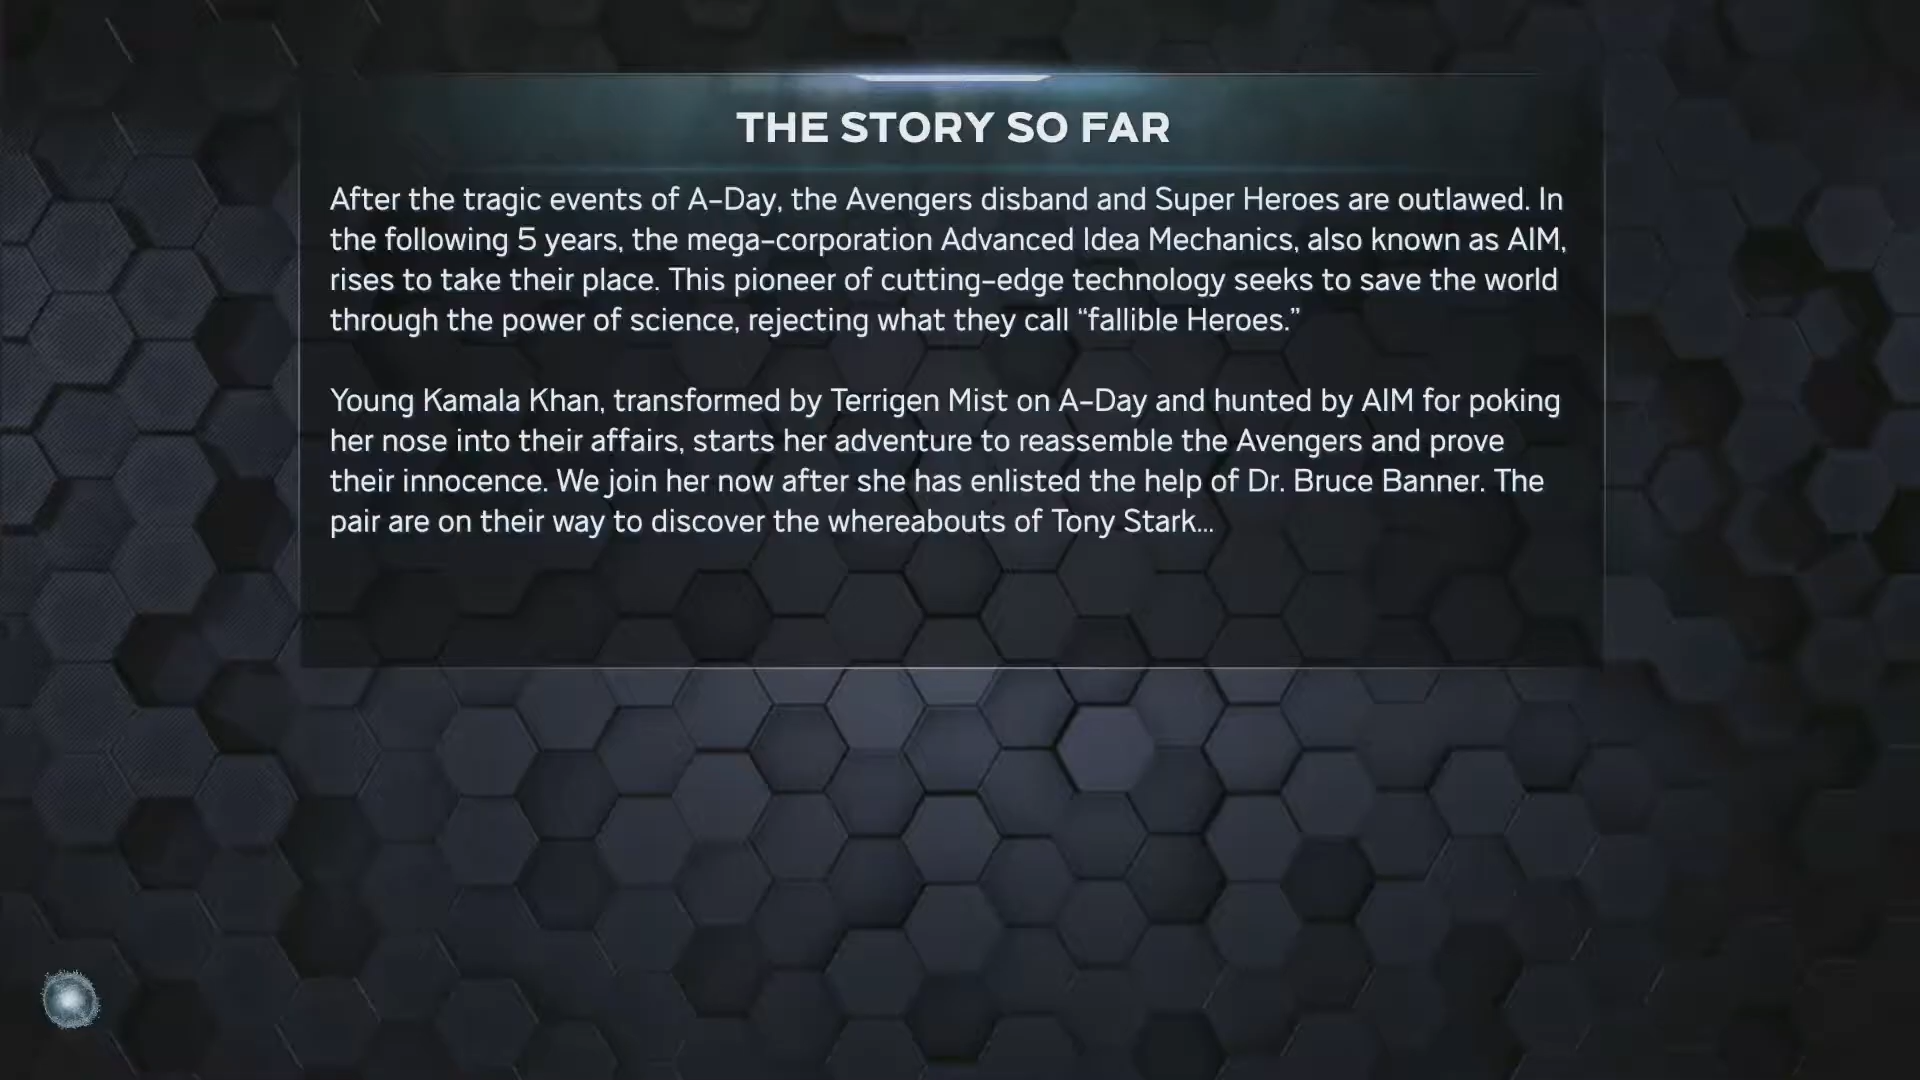 THE STORY SO FAR
After the tragic events of A-Day, the Avengers disband and Super Heroes are outlawed. In
the following 5 years, the mega-corporation Advanced Idea Mechanics, also known as AIM,
rises to take their place. This pioneer of cutting-edge technology seeks to save the world
through the power of science, rejecting what they call “fallible Heroes.”
Young Kamala Khan, transformed by Terrigen Mist on A-Day and hunted by AIM for poking
her nose into their affairs, starts her adventure to reassemble the Avengers and prove
their innocence. We join her now after she has enlisted the help of Dr. Bruce Banner. The
pair are on their way to discover the whereabouts of Tony Stark...